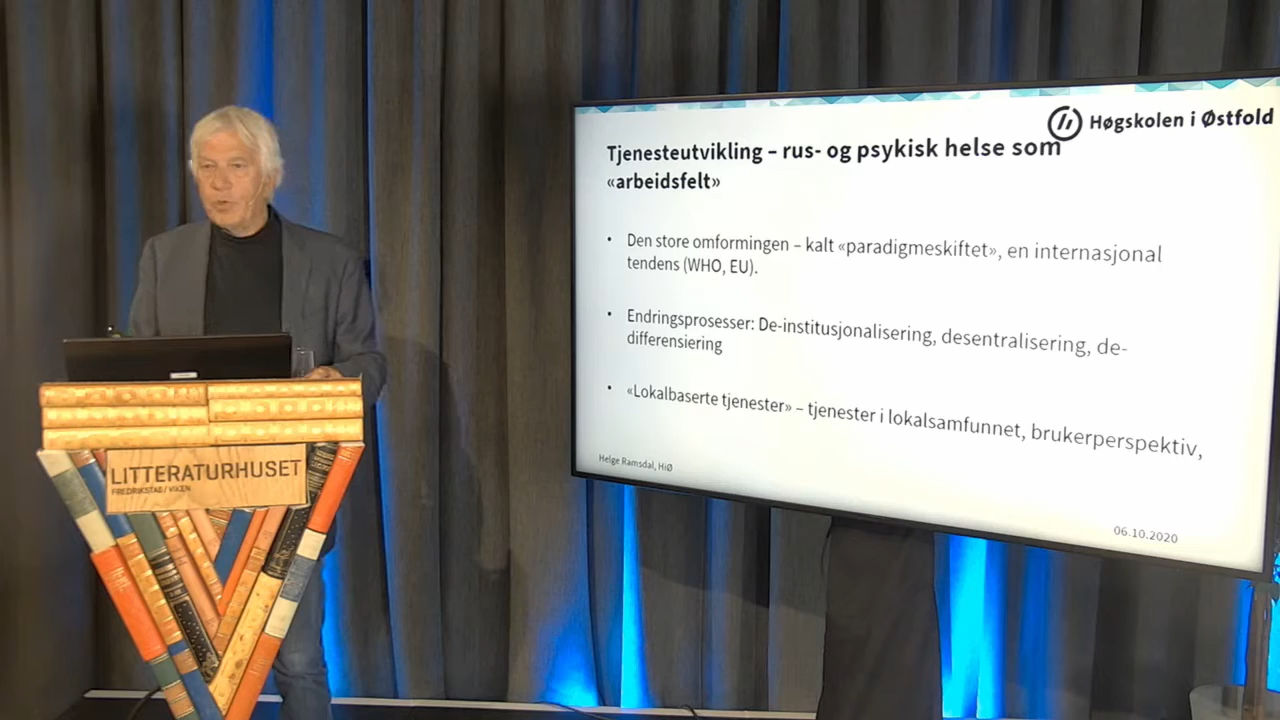 Høgskolen i Østfold
Tjenesteutvikling – rus- og psykisk helse som
«arbeidsfelt»
• Den store omformingen – kalt «paradigmeskiftet», en internasjonal
tendens (WHO, EU).
• Endringsprosesser: De-institusjonalisering, desentralisering, de-
differensiering
• «Lokalbaserte tjenester» – tjenester i lokalsamfunnet, brukerperspektiv,
Helge Ramsdal, HiØ
06.10.2020
LITTERATURHUSET
FREDRIKSTAD / VIKEN